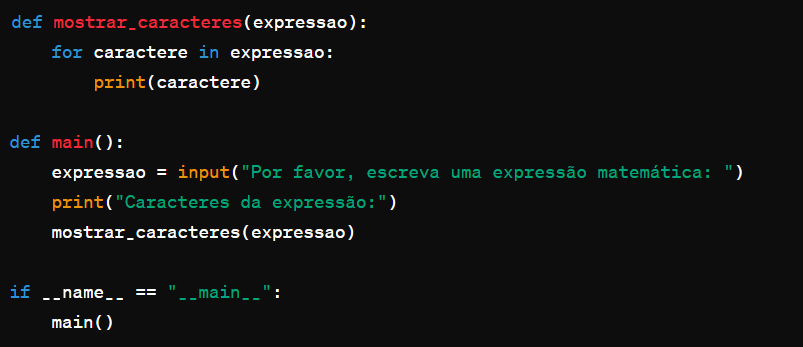 def mostrar_caracteres(expressao):
    for caractere in expressao:
        print(caractere)

def main():
    expressao = input("Por favor, escreva uma expressão matemática: ")
    print("Caracteres da expressão:")
    mostrar_caracteres(expressao)

if __name__ == "__main__":
    main()